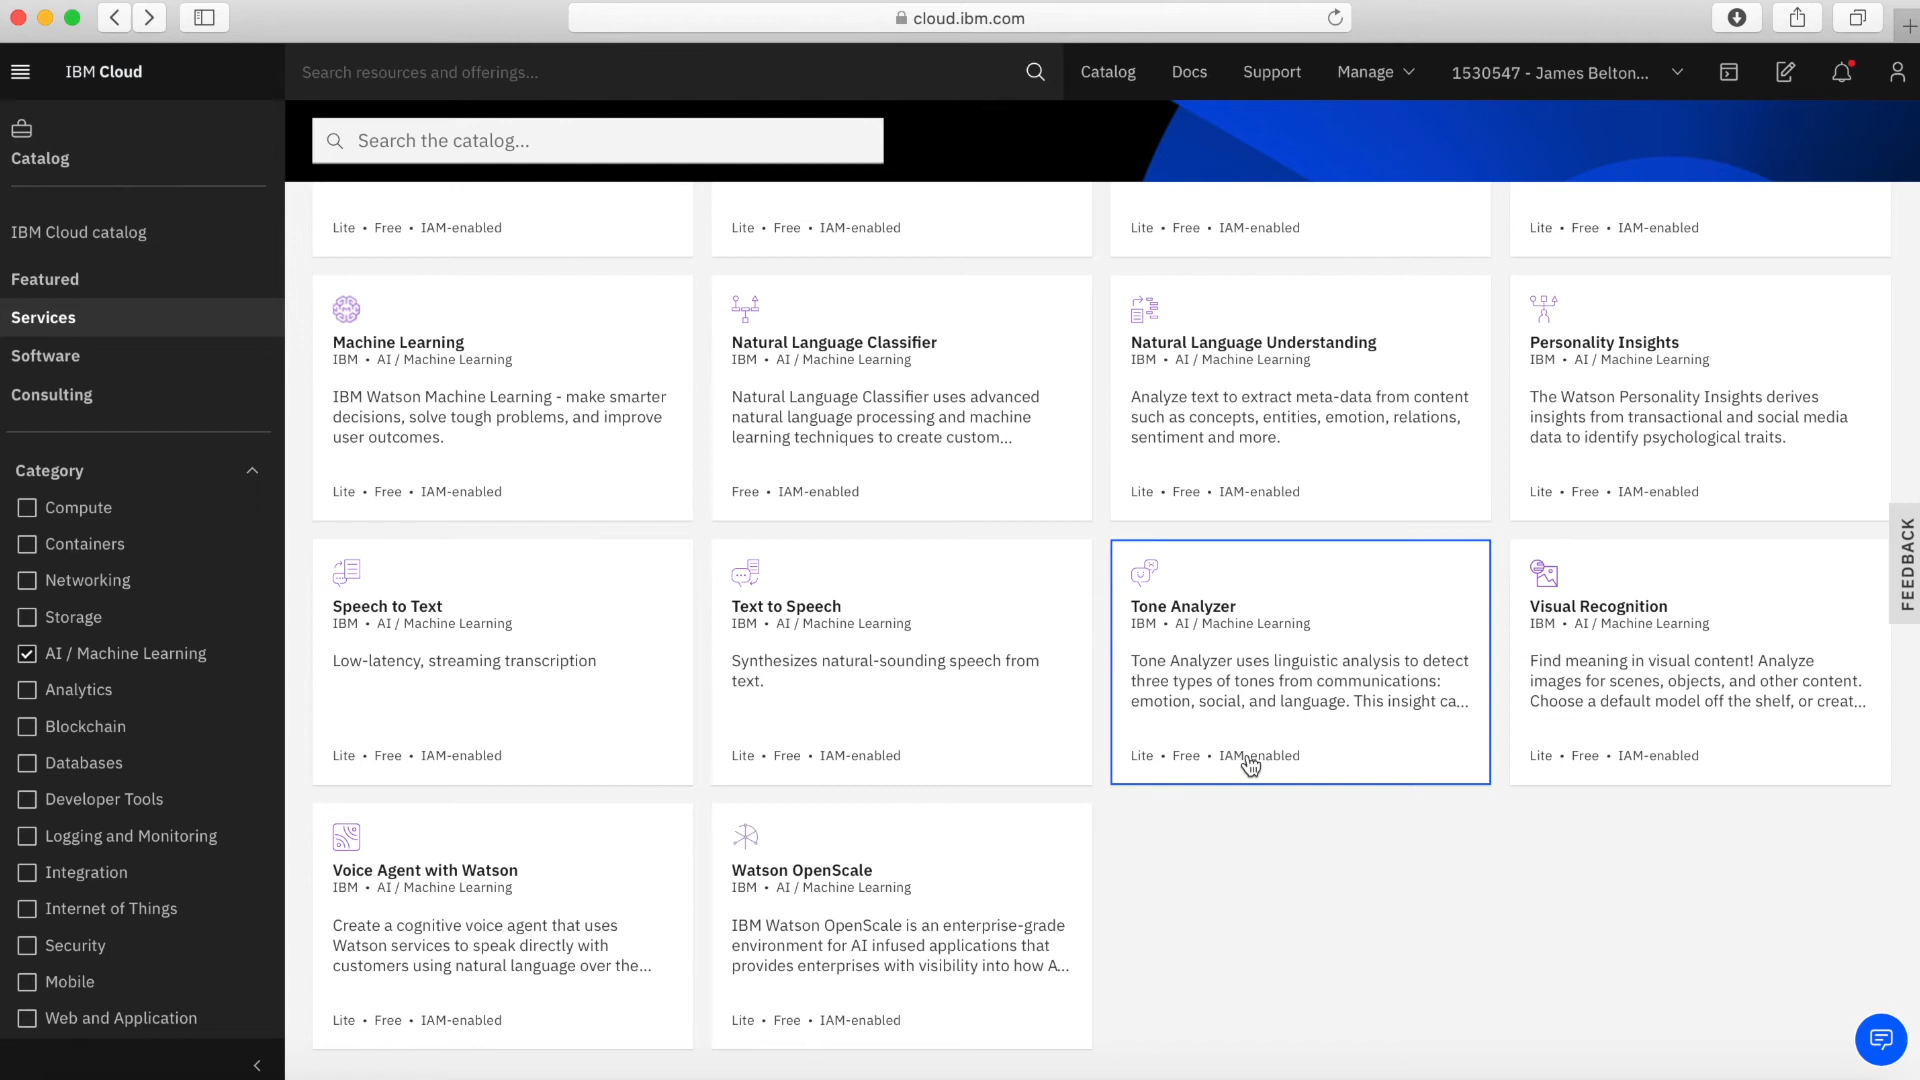 cloud.ibm.com
IBM Cloud
Search resources and offerings...
Catalog
Docs
Support
Manage
1530547 - James Belton...
Search the catalog...
Catalog
IBM Cloud catalog
Featured
Services
Software
Consulting
Category
Compute
Containers
Networking
Storage
AI / Machine Learning
Analytics
Blockchain
Databases
Developer Tools
Logging and Monitoring
Integration
Internet of Things
Security
Mobile
Web and Application
Lite • Free • IAM-enabled
Lite • Free • IAM-enabled
Lite • Free • IAM-enabled
Lite • Free • IAM-enabled
Machine Learning
IBM • AI / Machine Learning
IBM Watson Machine Learning - make smarter
decisions, solve tough problems, and improve
user outcomes.
Lite • Free • IAM-enabled
Natural Language Classifier
IBM • AI / Machine Learning
Natural Language Classifier uses advanced
natural language processing and machine
learning techniques to create custom...
Free • IAM-enabled
Natural Language Understanding
IBM • AI / Machine Learning
Analyze text to extract meta-data from content
such as concepts, entities, emotion, relations,
sentiment and more.
Lite • Free • IAM-enabled
Personality Insights
IBM • AI / Machine Learning
The Watson Personality Insights derives
insights from transactional and social media
data to identify psychological traits.
Lite • Free • IAM-enabled
Speech to Text
IBM • AI / Machine Learning
Low-latency, streaming transcription
Lite • Free • IAM-enabled
Text to Speech
IBM • AI / Machine Learning
Synthesizes natural-sounding speech from
text.
Lite • Free • IAM-enabled
Tone Analyzer
IBM • AI / Machine Learning
Tone Analyzer uses linguistic analysis to detect
three types of tones from communications:
emotion, social, and language. This insight ca...
Lite • Free • IAM-enabled
Visual Recognition
IBM • AI / Machine Learning
Find meaning in visual content! Analyze
images for scenes, objects, and other content.
Choose a default model off the shelf, or creat...
Lite • Free • IAM-enabled
Voice Agent with Watson
IBM • AI / Machine Learning
Create a cognitive voice agent that uses
Watson services to speak directly with
customers using natural language over the...
Lite • Free • IAM-enabled
Watson OpenScale
IBM • AI / Machine Learning
IBM Watson OpenScale is an enterprise-grade
environment for AI infused applications that
provides enterprises with visibility into how A...
Lite • Free • IAM-enabled
FEEDBACK